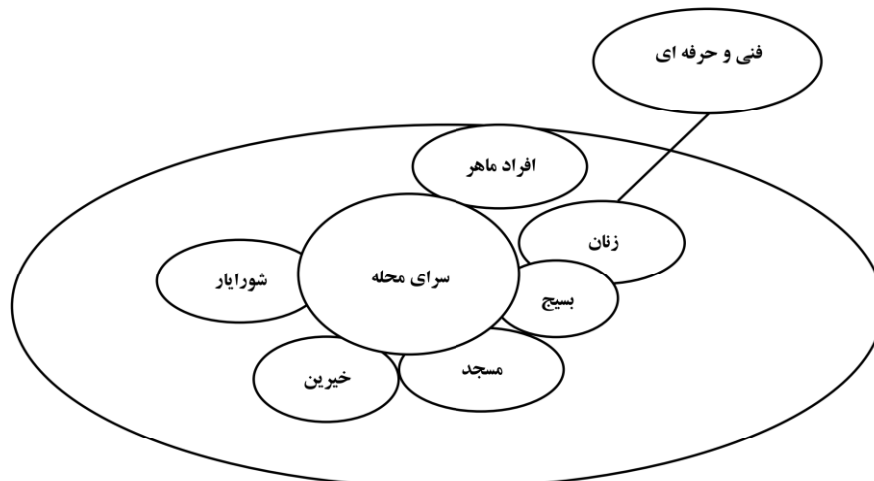 فنی و حرفه ای
افراد ماهر
زنان
سرای محله
شورایار
بسیج
مسجد
خیرین